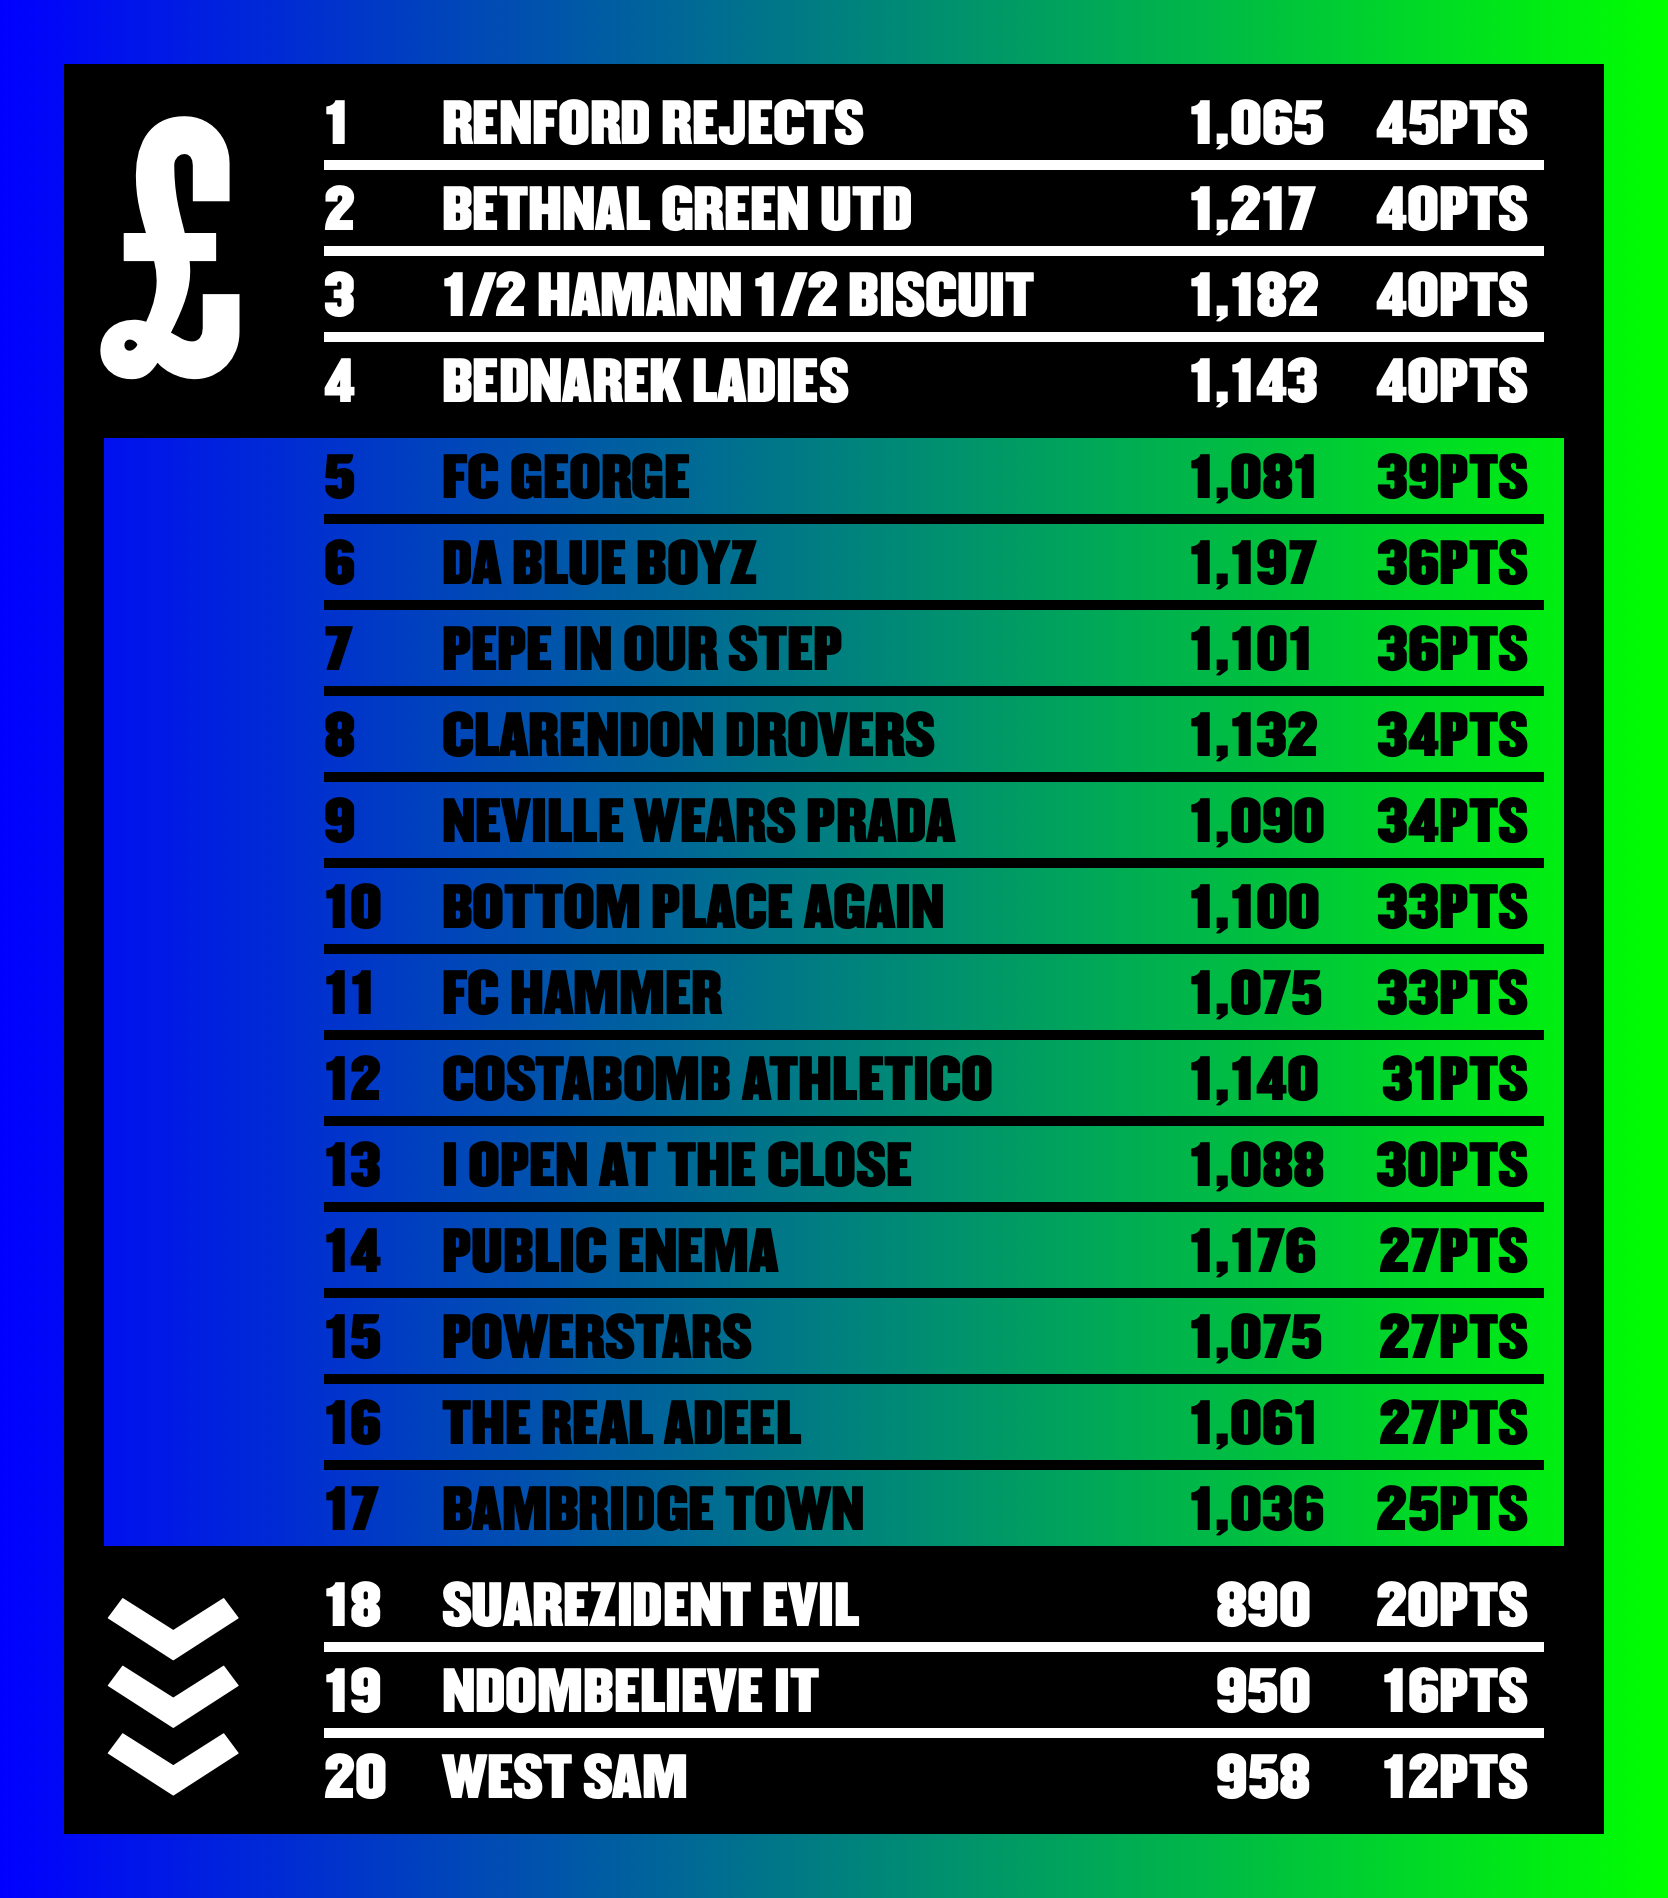 £
1 RENFORD REJECTS 1,065 45PTS
2 BETHNAL GREEN UTD 1,217 40PTS
3 1/2 HAMANN 1/2 BISCUIT 1,182 40PTS
4 BEDNAREK LADIES 1,143 40PTS
5 FC GEORGE 1,081 39PTS
6 DA BLUE BOYZ 1,197 36PTS
7 PEPE IN OUR STEP 1,101 36PTS
8 CLARENDON DROVERS 1,132 34PTS
9 NEVILLE WEARS PRADA 1,090 34PTS
10 BOTTOM PLACE AGAIN 1,100 33PTS
11 FC HAMMER 1,075 33PTS
12 COSTABOMB ATHLETICO 1,140 31PTS
13 I OPEN AT THE CLOSE 1,088 30PTS
14 PUBLIC ENEMA 1,176 27PTS
15 POWERSTARS 1,075 27PTS
16 THE REAL ADEEL 1,061 27PTS
17 BAMBRIDGE TOWN 1,036 25PTS
18 SUAREZIDENT EVIL 890 20PTS
19 NDOMBELIEVE IT 950 16PTS
20 WEST SAM 958 12PTS